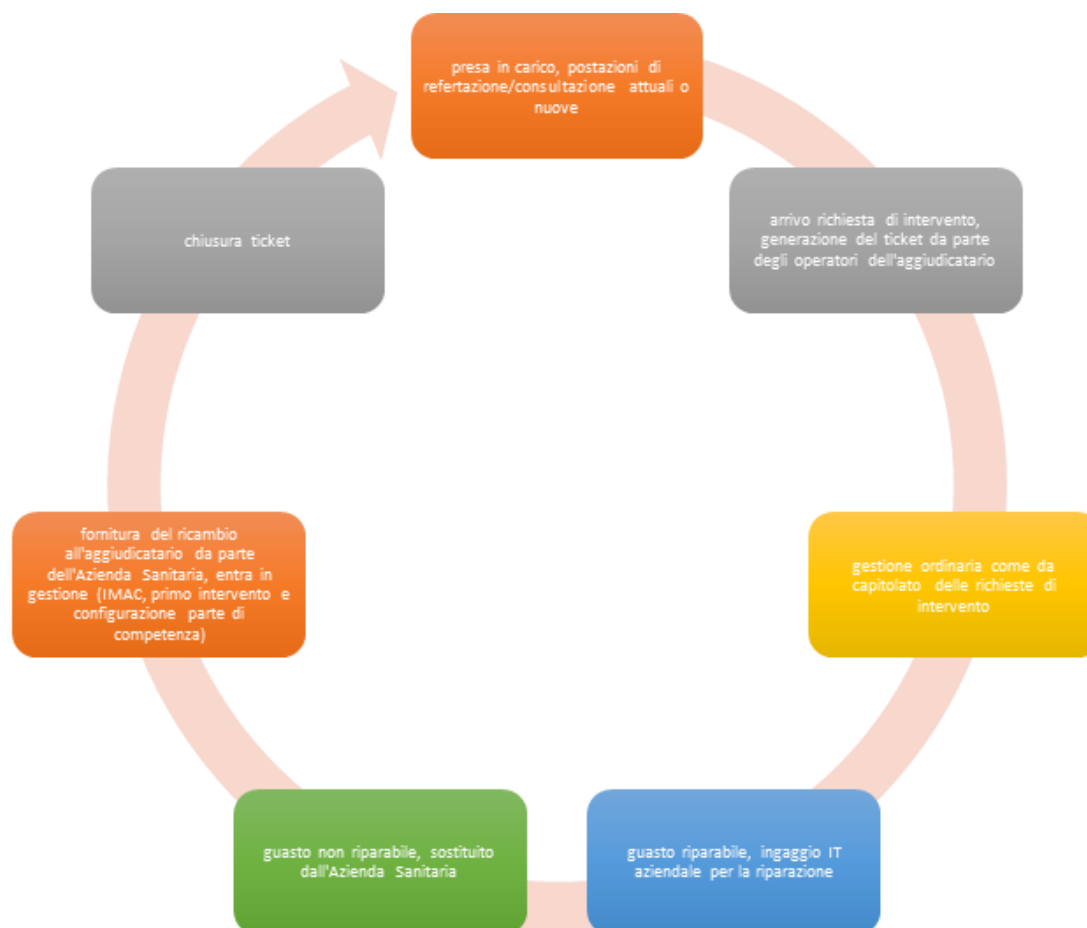 presa in carico, postazioni di
refertazione/consultazione attuali o
nuove
arrivo richiesta di intervento,
generazione del ticket da parte
degli operatori dell'aggiudicatario
gestione ordinaria come da
capitolato delle richieste di
intervento
guasto riparabile, ingaggio IT
aziendale per la riparazione
guasto non riparabile, sostituito
dall'Azienda Sanitaria
fornitura del ricambio
all'aggiudicatario da parte
dell'Azienda Sanitaria, entra in
gestione (IMAC, primo intervento e
configurazione parte di
competenza)
chiusura ticket